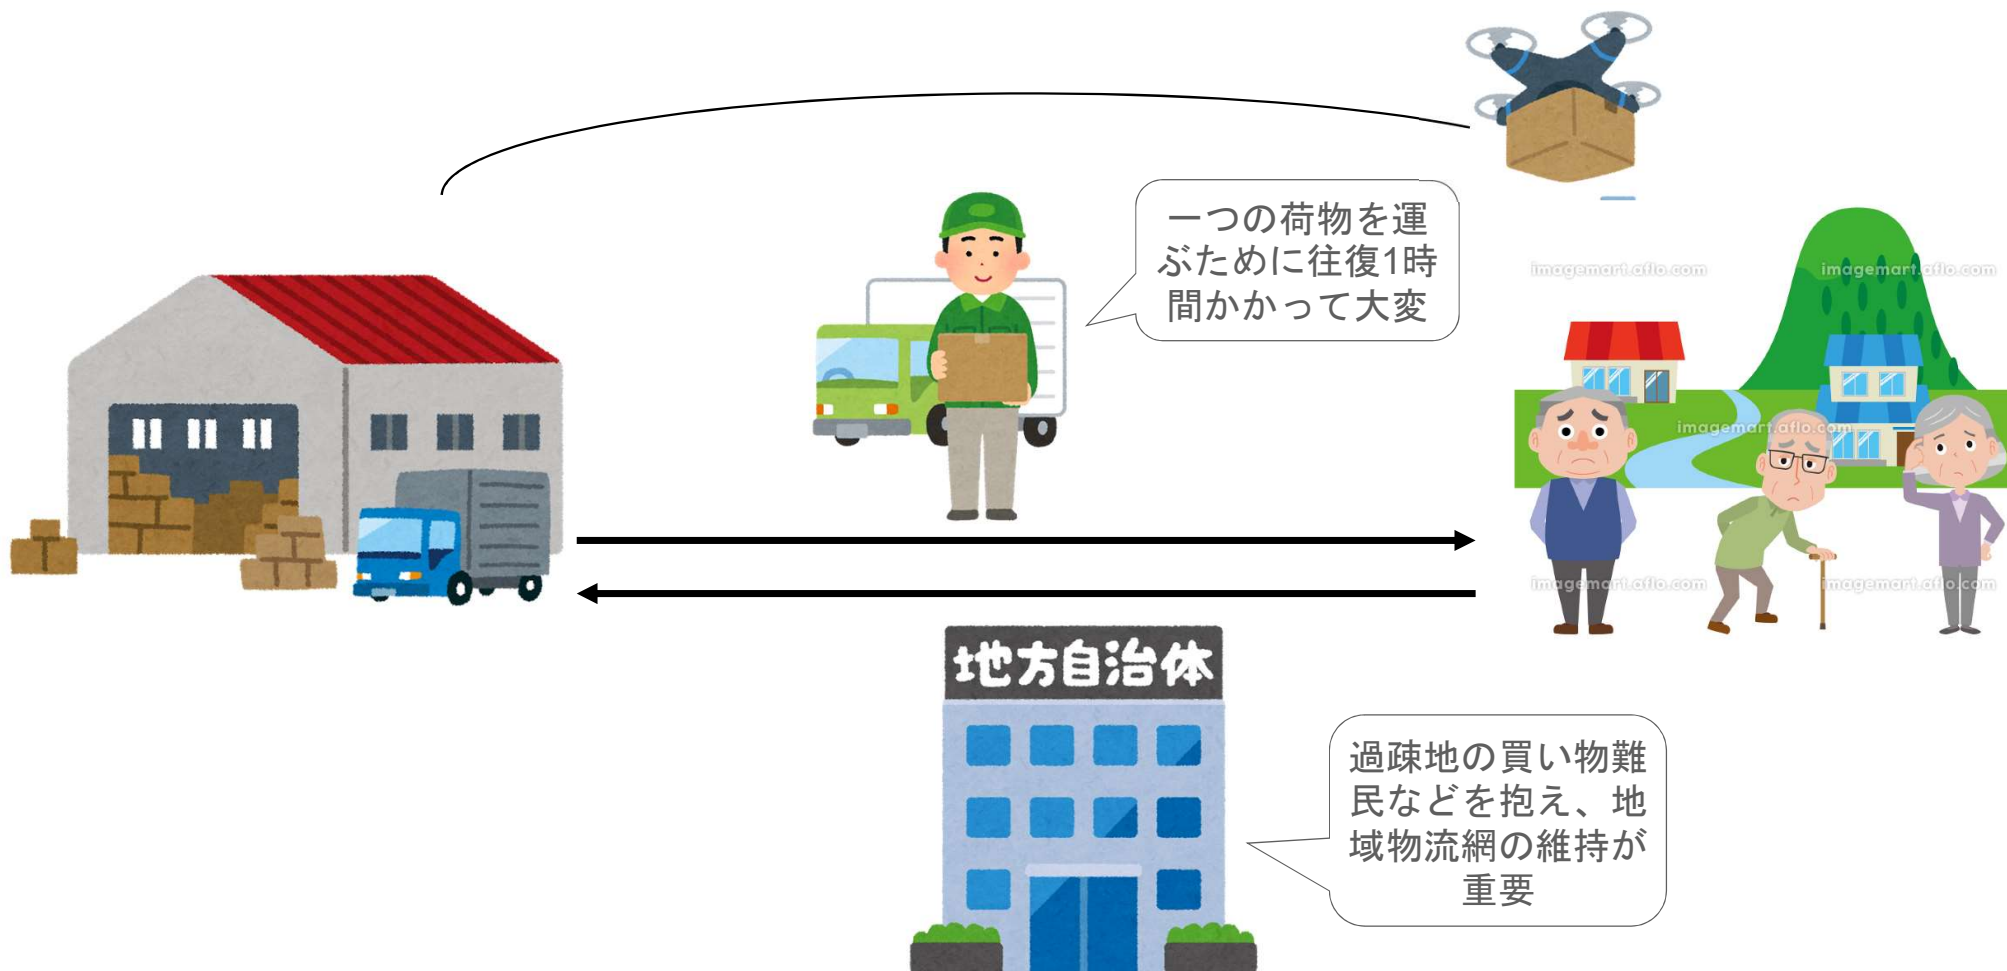 一つの荷物を運
ぶために往復1時
間かかって大変
imagemart.aflo.com
imagemart.aflo.com
imagemart.aflo.com
imagemart.aflo.com
imagemart.aflo.com
地方自治体
過疎地の買い物難
民などを抱え、地
域物流網の維持が
重要